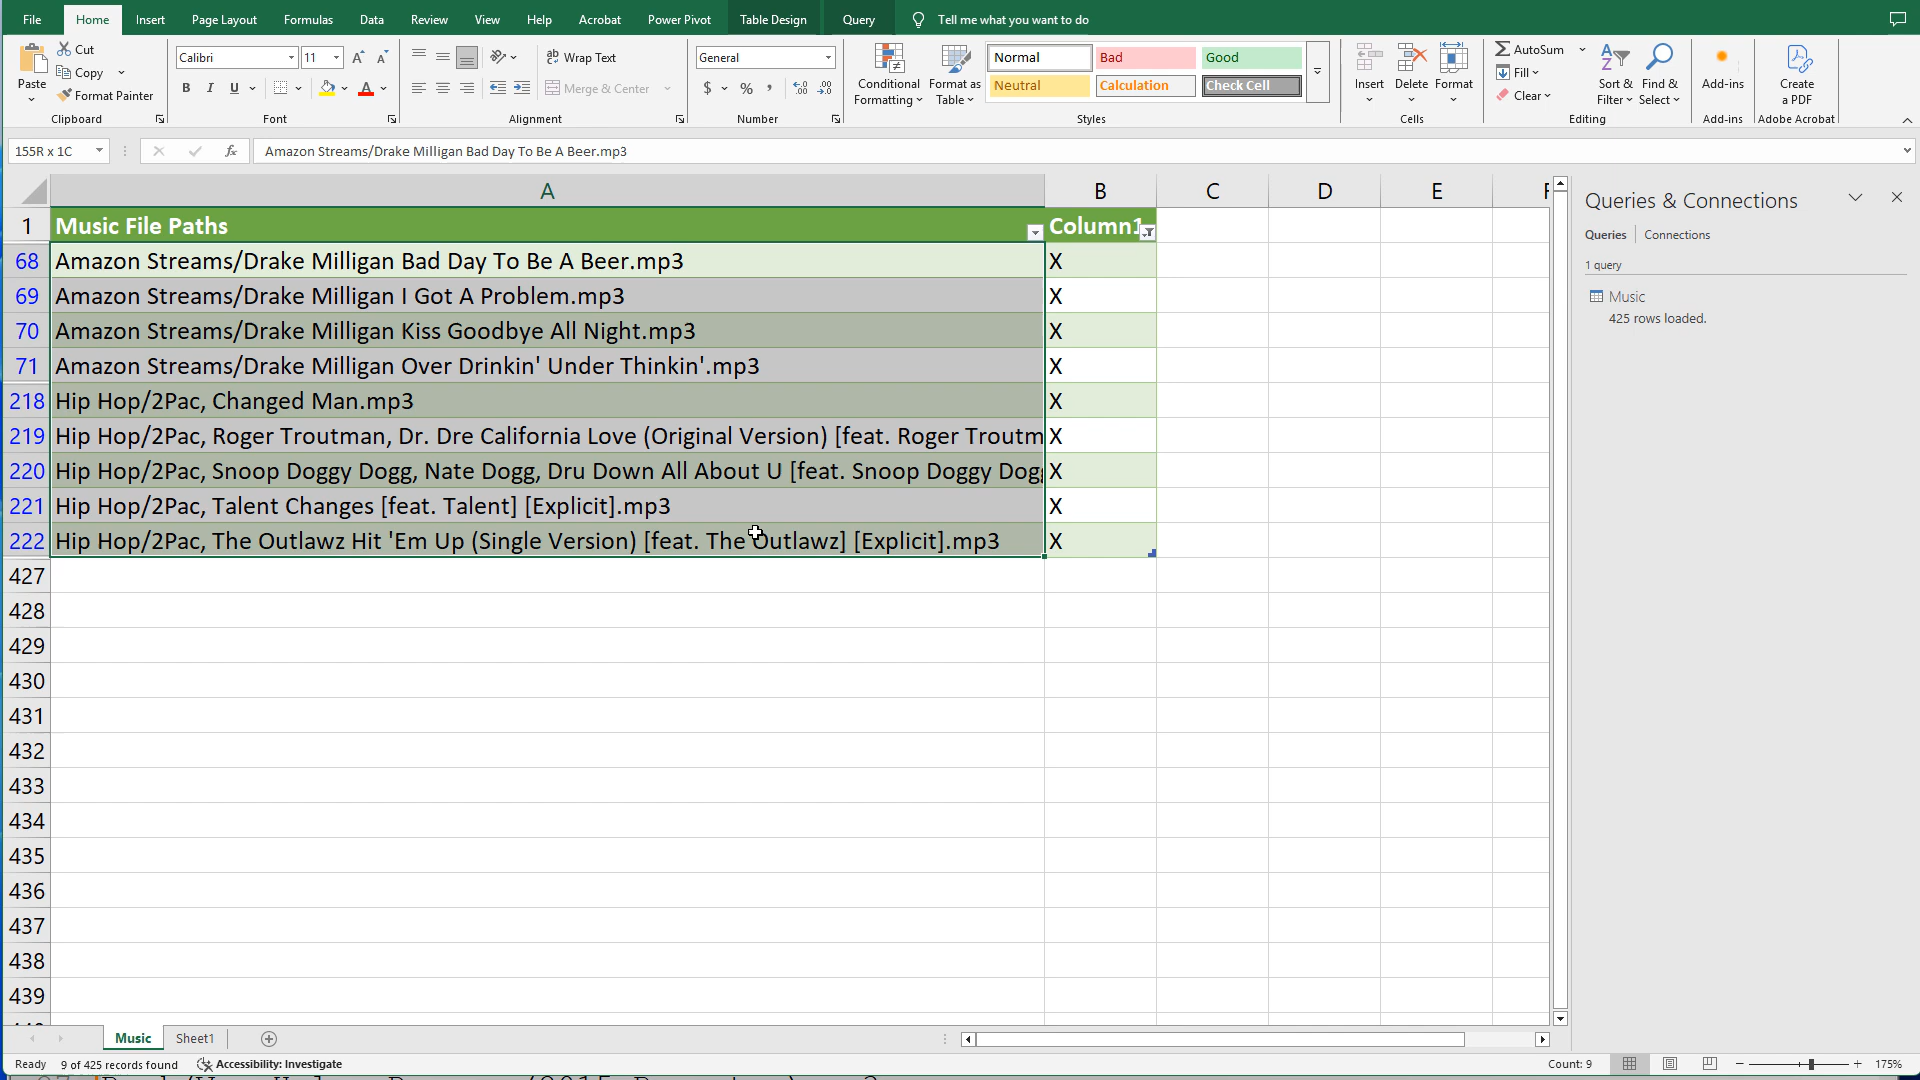 File Home Insert Page Layout Formulas Data Review View Help Acrobat Power Pivot Table Design Query Tell me what you want to do
Paste Cut Copy Format Painter Clipboard
Calibri 11 B I U A Font
Wrap Text Merge & Center Alignment
General $ % , Number
Conditional Formatting Format as Table Normal Bad Good Neutral Calculation Check Cell Styles
Insert Delete Format Cells
AutoSum Fill Clear Sort & Filter Find & Select Editing
Add-ins Add-ins
Create a PDF Adobe Acrobat
155R x 1C fx Amazon Streams/Drake Milligan Bad Day To Be A Beer.mp3
A B C D E F
1 Music File Paths Column1
68 Amazon Streams/Drake Milligan Bad Day To Be A Beer.mp3 X
69 Amazon Streams/Drake Milligan I Got A Problem.mp3 X
70 Amazon Streams/Drake Milligan Kiss Goodbye All Night.mp3 X
71 Amazon Streams/Drake Milligan Over Drinkin' Under Thinkin'.mp3 X
218 Hip Hop/2Pac, Changed Man.mp3 X
219 Hip Hop/2Pac, Roger Troutman, Dr. Dre California Love (Original Version) [feat. Roger Troutm X
220 Hip Hop/2Pac, Snoop Doggy Dogg, Nate Dogg, Dru Down All About U [feat. Snoop Doggy Dogg X
221 Hip Hop/2Pac, Talent Changes [feat. Talent] [Explicit].mp3 X
222 Hip Hop/2Pac, The Outlawz Hit 'Em Up (Single Version) [feat. The Outlawz] [Explicit].mp3 X
427
428
429
430
431
432
433
434
435
436
437
438
439
Queries & Connections
Queries Connections
1 query
Music
425 rows loaded.
Music Sheet1
Ready 9 of 425 records found Accessibility: Investigate Count: 9 175%